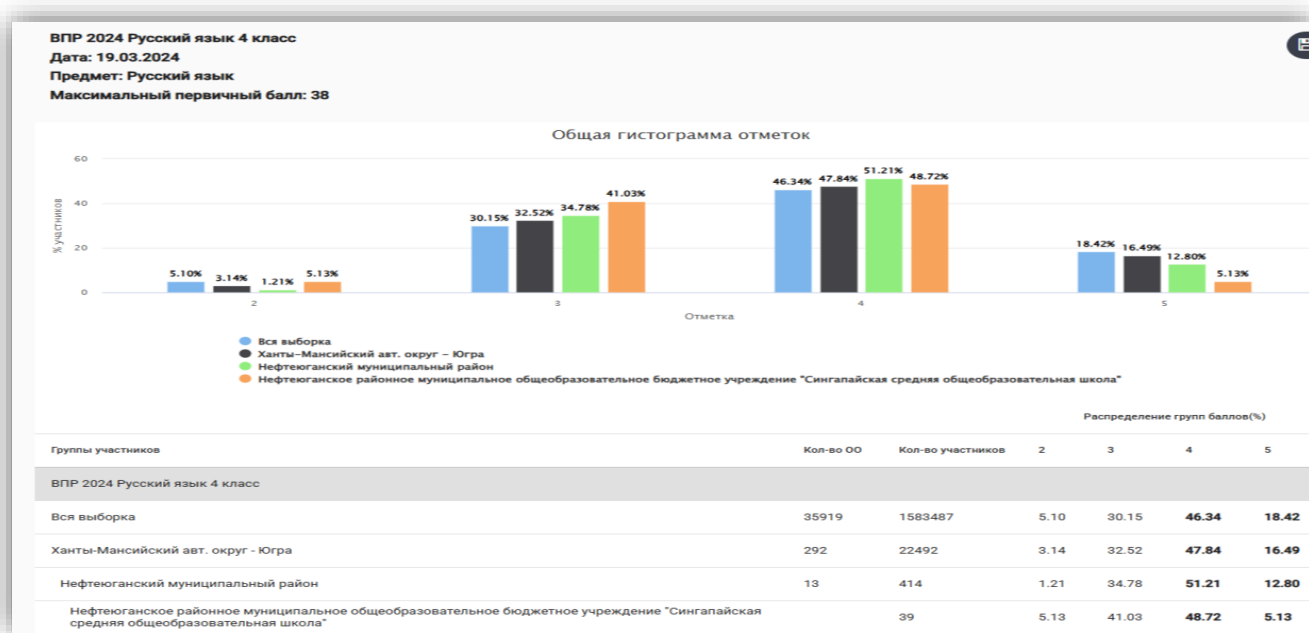 ВПР 2024 Русский язык 4 класс
Дата: 19.03.2024
Предмет: Русский язык
Максимальный первичный балл: 38
Общая гистограмма отметок
% участников
60
40
20
0
5.10% 3.14% 1.21% 5.13%
30.15% 32.52% 34.78% 41.03%
46.34% 47.84% 51.21% 48.72%
18.42% 16.49% 12.80% 5.13%
2 3 4 5
Отметка
Вся выборка
Ханты-Мансийский авт. округ - Югра
Нефтеюганский муниципальный район
Нефтеюганское районное муниципальное общеобразовательное бюджетное учреждение "Сингапайская средняя общеобразовательная школа"
Распределение групп баллов(%)
Группы участников Кол-во ОО Кол-во участников 2 3 4 5
ВПР 2024 Русский язык 4 класс
Вся выборка 35919 1583487 5.10 30.15 46.34 18.42
Ханты-Мансийский авт. округ - Югра 292 22492 3.14 32.52 47.84 16.49
Нефтеюганский муниципальный район 13 414 1.21 34.78 51.21 12.80
Нефтеюганское районное муниципальное общеобразовательное бюджетное учреждение "Сингапайская
средняя общеобразовательная школа" 39 5.13 41.03 48.72 5.13